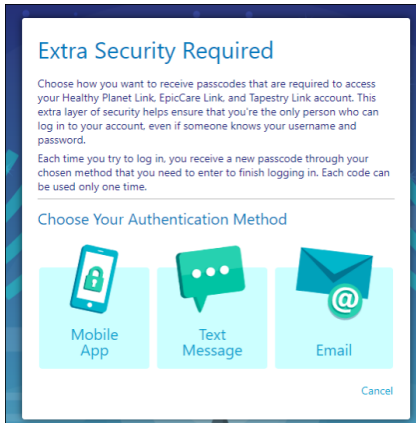 Extra Security Required
Choose how you want to receive passcodes that are required to access
your Healthy Planet Link, EpicCare Link, and Tapestry Link account. This
extra layer of security helps ensure that you're the only person who can
log in to your account, even if someone knows your username and
password.
Each time you try to log in, you receive a new passcode through your
chosen method that you need to enter to finish logging in. Each code can
be used only one time.
Choose Your Authentication Method
@
Mobile
App
Text
Message
Email
Cancel